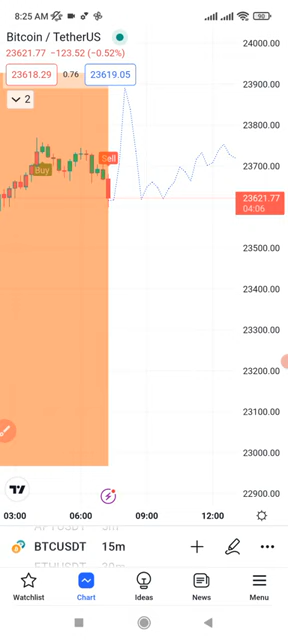 8:25 AM
90
Bitcoin / TetherUS
23621.77 −123.52 (−0.52%)
23618.29 0.76 23619.05
2
24000.00
23900.00
23800.00
23700.00
23621.77
04:06
23500.00
23400.00
23300.00
23200.00
23100.00
23000.00
22900.00
Buy
Sell
03:00 06:00 09:00 12:00
BTCUSDT 15m
Watchlist Chart Ideas News Menu